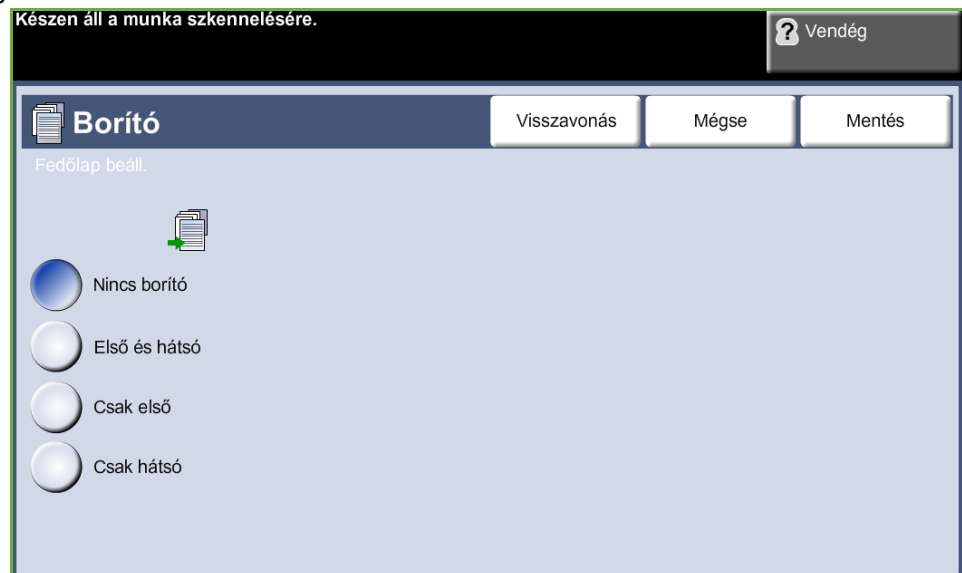 Készen áll a munka szkennelésére.
? Vendég
Borító
Visszavonás
Mégse
Mentés
Fedőlap beáll.
Nincs borító
Első és hátsó
Csak első
Csak hátsó